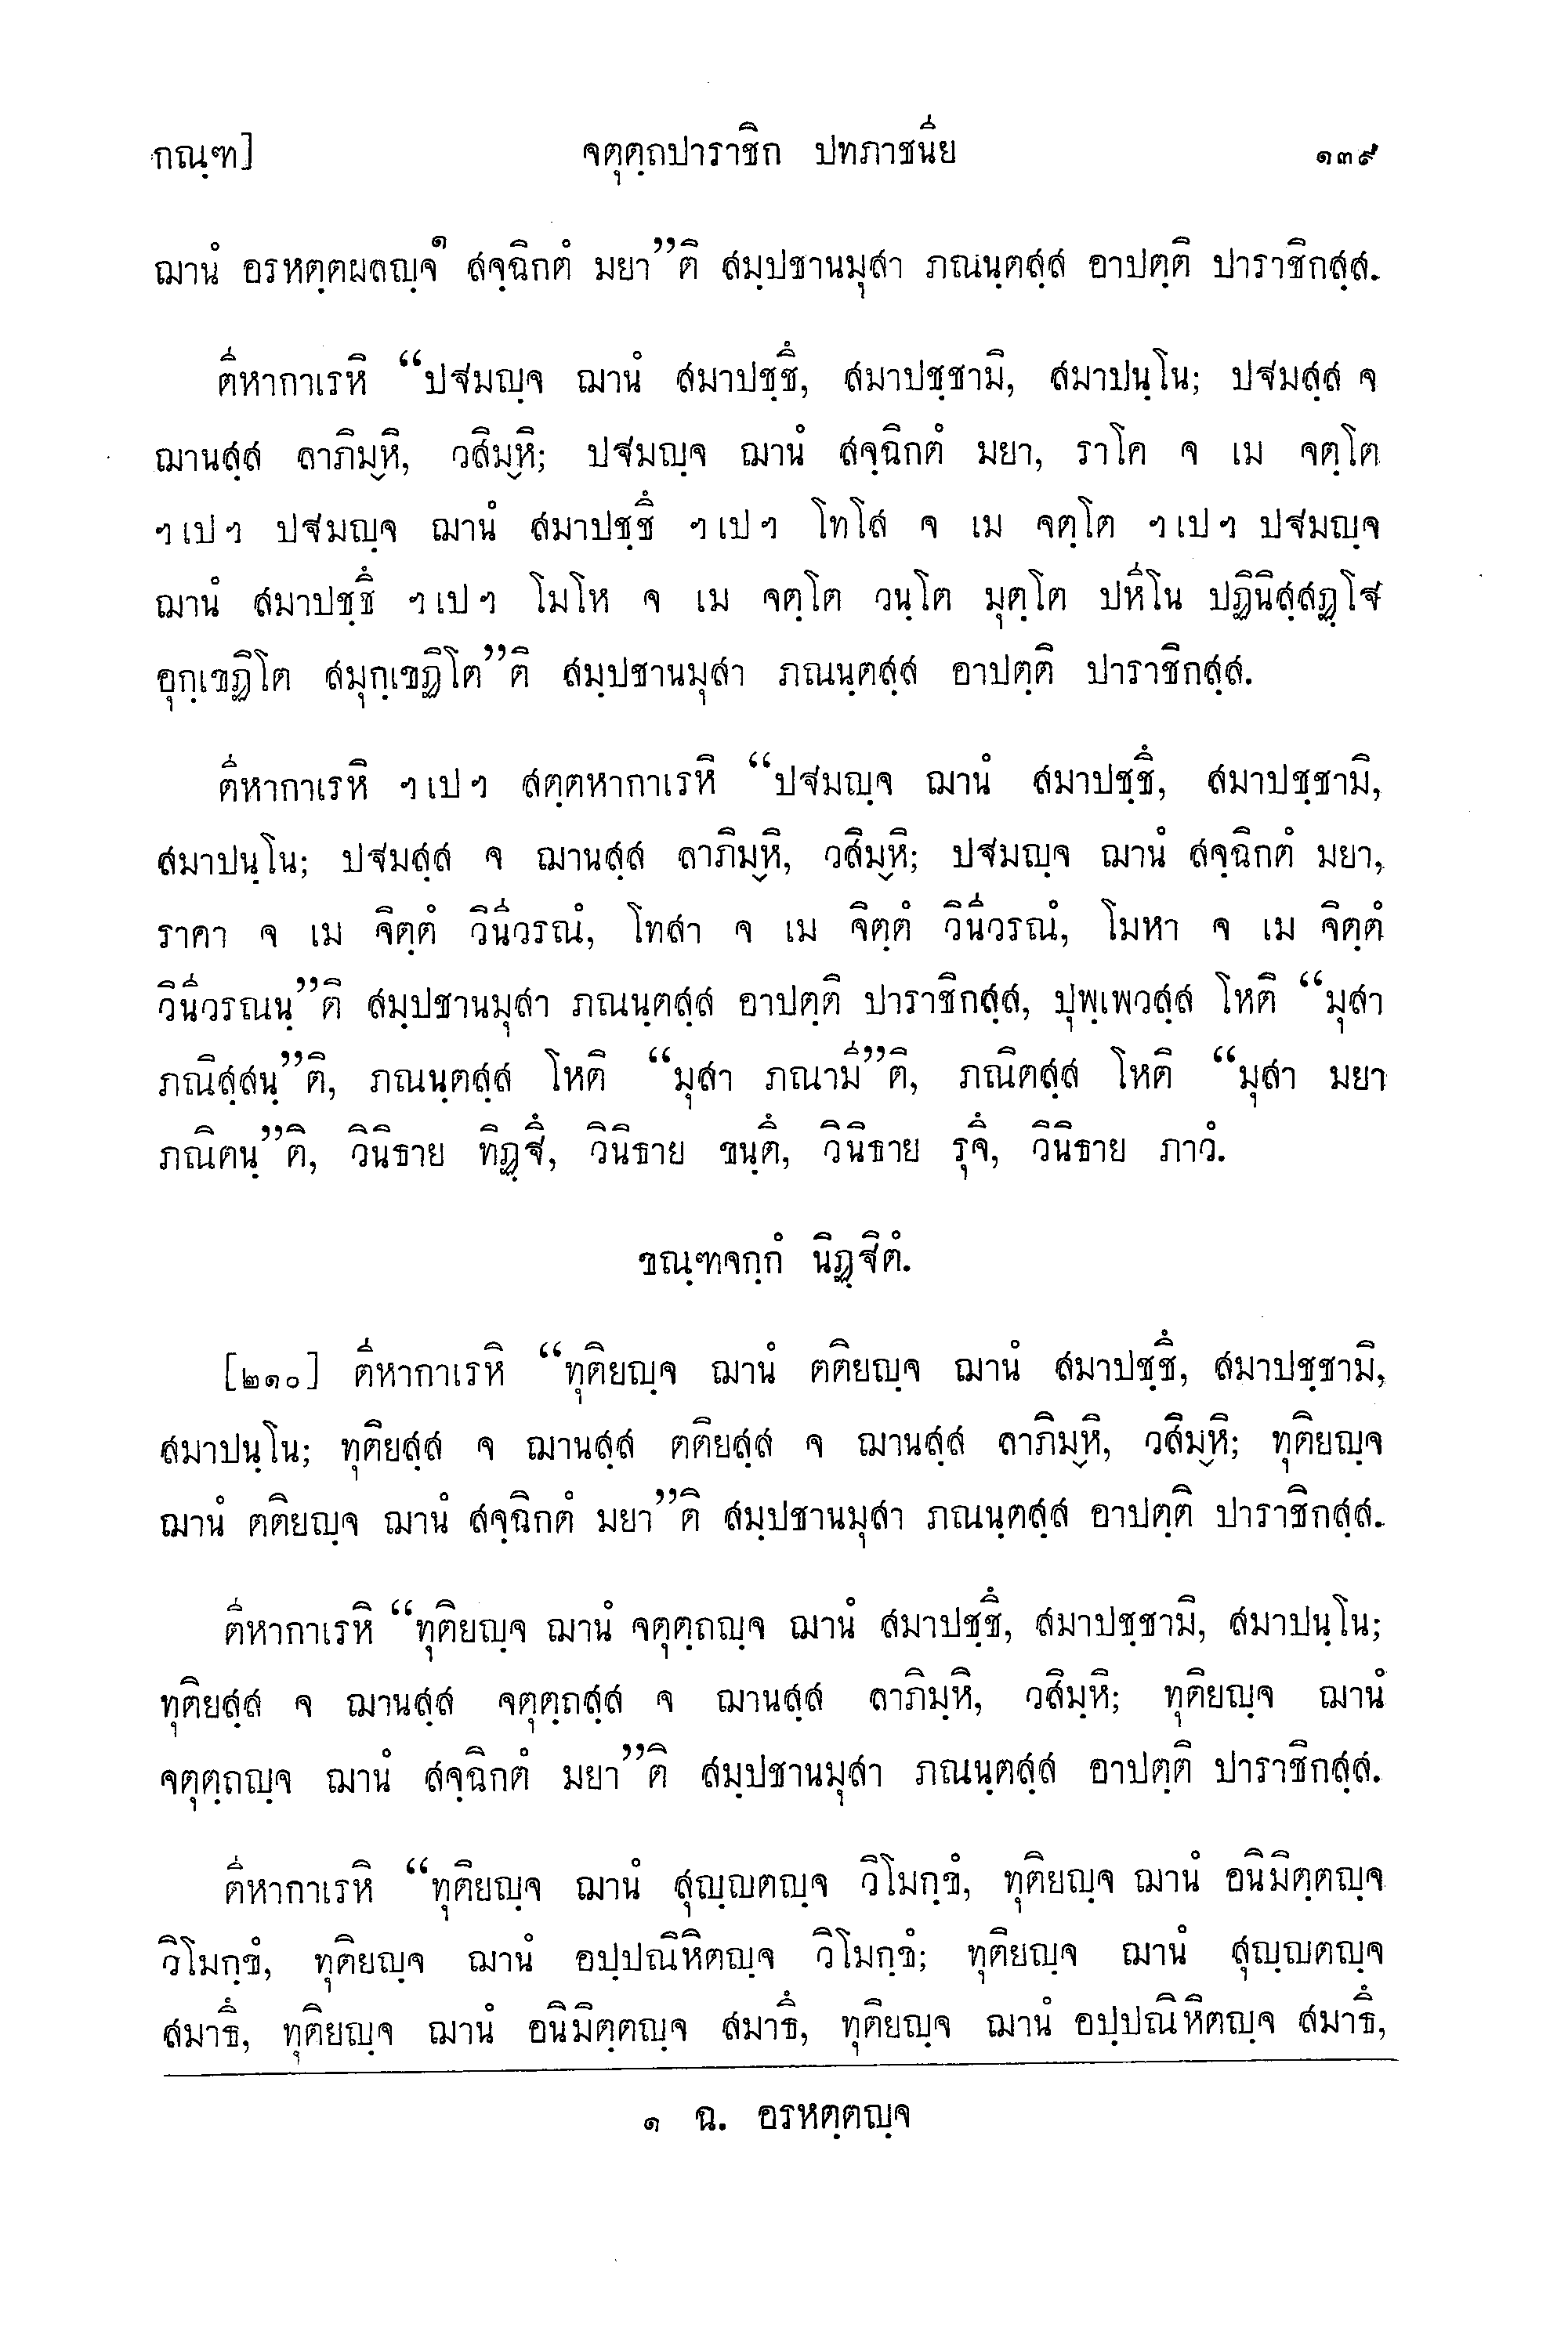 กณฺฑ]	จตุตฺถปาราชิก ปทภาชนีย	๑๓๙
ฌานํ อรหตฺตผลญฺจ๑ สจฺฉิกตํ มยา”ติ สมฺปชานมุสา ภณนฺตสฺส อาปตฺติ ปาราชิกสฺส.
ตีหากาเรหิ “ปฐมญฺจ ฌานํ สมาปชฺชึ, สมาปชฺชามิ, สมาปนฺโน; ปฐมสฺส จ
ฌานสฺส ลาภิมฺหิ, วสิมฺหิ; ปฐมญฺจ ฌานํ สจฺฉิกตํ มยา, ราโค จ เม จตฺโต
ฯเปฯ ปฐมญฺจ ฌานํ สมาปชฺชึ ฯเปฯ โทโส จ เม จตฺโต ฯเปฯ ปฐมญฺจ
ฌานํ สมาปชฺชึ ฯเปฯ โมโห จ เม จตฺโต วนฺโต มุตฺโต ปหีโน ปฏินิสฺสฏฺโฐ
อุกฺเขฏิโต สมุกฺเขฏิโต”ติ สมฺปชานมุสา ภณนฺตสฺส อาปตฺติ ปาราชิกสฺส.
ตีหากาเรหิ ฯเปฯ สตฺตหากาเรหิ “ปฐมญฺจ ฌานํ สมาปชฺชึ, สมาปชฺชามิ,
สมาปนฺโน; ปฐมสฺส จ ฌานสฺส ลาภิมฺหิ, วสิมฺหิ; ปฐมญฺจ ฌานํ สจฺฉิกตํ มยา,
ราคา จ เม จิตฺตํ วินีวรณํ, โทสา จ เม จิตฺตํ วินีวรณํ, โมหา จ เม จิตฺตํ
วินีวรณนฺ”ติ สมฺปชานมุสา ภณนฺตสฺส อาปตฺติ ปาราชิกสฺส, ปุพฺเพวสฺส โหติ “มุสา
ภณิสฺสนฺ”ติ, ภณนฺตสฺส โหติ “มุสา ภณามี”ติ, ภณิตสฺส โหติ “มุสา มยา
ภณิตนฺ”ติ, วินิธาย ทิฏฺฐึ, วินิธาย ขนฺตึ, วินิธาย รุจึ, วินิธาย ภาวํ.
ขณฺฑจกฺกํ นิฏฺฐิตํ.
[๒๑๐] ตีหากาเรหิ “ทุติยญฺจ ฌานํ ตติยญฺจ ฌานํ สมาปชฺชึ, สมาปชฺชามิ,
สมาปนฺโน; ทุติยสฺส จ ฌานสฺส ตติยสฺส จ ฌานสฺส ลาภิมฺหิ, วสิมฺหิ; ทุติยญฺจ
ฌานํ ตติยญฺจ ฌานํ สจฺฉิกตํ มยา”ติ สมฺปชานมุสา ภณนฺตสฺส อาปตฺติ ปาราชิกสฺส.
ตีหากาเรหิ “ทุติยญฺจ ฌานํ จตุตฺถญฺจ ฌานํ สมาปชฺชึ, สมาปชฺชามิ, สมาปนฺโน;
ทุติยสฺส จ ฌานสฺส จตุตฺถสฺส จ ฌานสฺส ลาภิมฺหิ, วสิมฺหิ; ทุติยญฺจ ฌานํ
จตุตฺถญฺจ ฌานํ สจฺฉิกตํ มยา”ติ สมฺปชานมุสา ภณนฺตสฺส อาปตฺติ ปาราชิกสฺส.
ตีหากาเรหิ “ทุติยญฺจ ฌานํ สุญฺญตญฺจ วิโมกฺขํ, ทุติยญฺจ ฌานํ อนิมิตฺตญฺจ
วิโมกฺขํ, ทุติยญฺจ ฌานํ อปฺปณิหิตญฺจ วิโมกฺขํ; ทุติยญฺจ ฌานํ สุญฺญตญฺจ
สมาธึ, ทุติยญฺจ ฌานํ อนิมิตฺตญฺจ สมาธึ, ทุติยญฺจ ฌานํ อปฺปณิหิตญฺจ สมาธึ,
๑ ฉ. อรหตฺตญฺจ